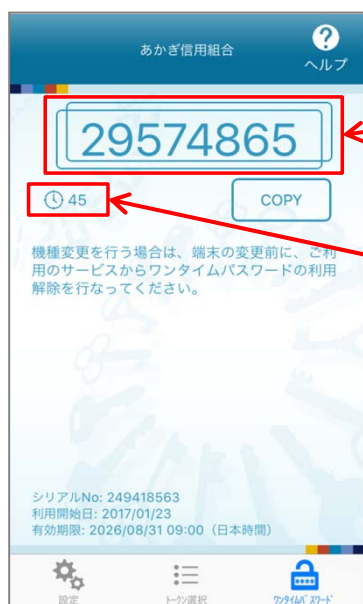 あかぎ信用組合
?
ヘルプ
29574865
45
COPY
機種変更を行う場合は、端末の変更前に、ご利
用のサービスからワンタイムパスワードの利用
解除を行なってください。
シリアルNo: 249418563
利用開始日: 2017/01/23
有効期限: 2026/08/31 09:00（日本時間）
設定
トークン選択
ワンタイムパスワード